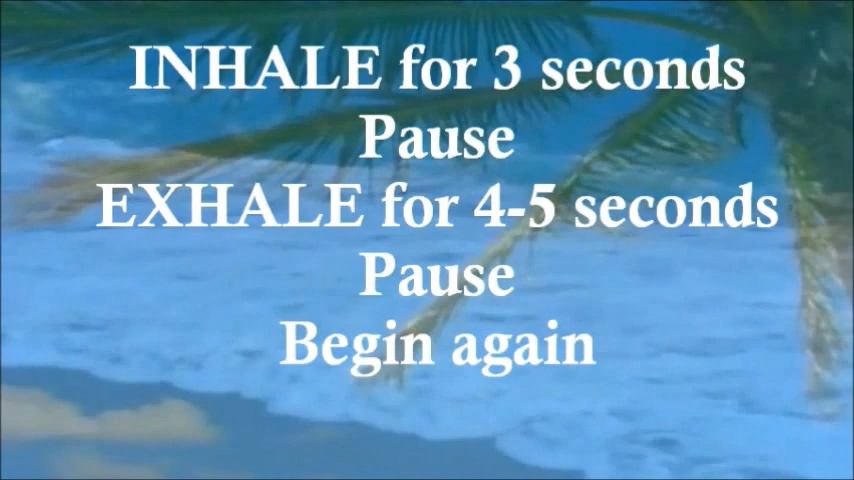 INHALE for 3 seconds
Pause
EXHALE for 4-5 seconds
Pause
Begin again